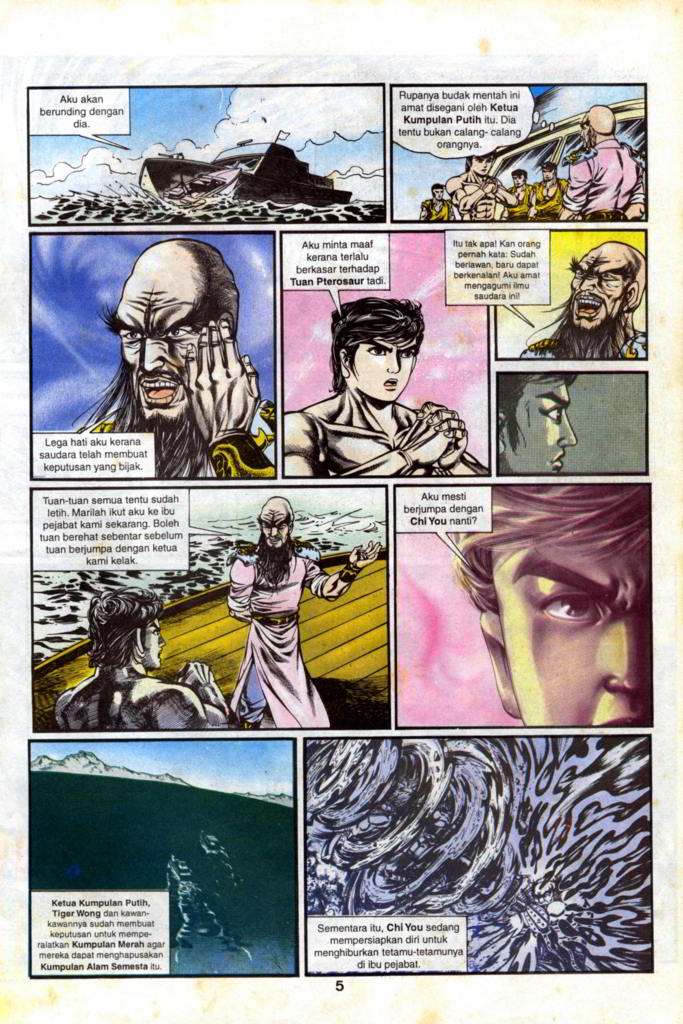 Aku akan
berunding dengan
dia.
Rupanya budak mentah ini
amat disegani oleh Ketua
Kumpulan Putih itu. Dia
tentu bukan calang- calang
orangnya.
Lega hati aku kerana
saudara telah membuat
keputusan yang bijak.
Aku minta maaf
kerana terlalu
berkasar terhadap
Tuan Pterosaur tadi.
Itu tak apa! Kan orang
pernah kata: Sudah
berlawan, baru dapat
berkenalan! Aku amat
mengagumi ilmu
saudara ini!
Tuan-tuan semua tentu sudah
letih. Marilah ikut aku ke ibu
pejabat kami sekarang. Boleh
tuan berehat sebentar sebelum
tuan berjumpa dengan ketua
kami kelak.
Aku mesti
berjumpa dengan
Chi You nanti?
Ketua Kumpulan Putih,
Tiger Wong dan kawan-
kawannya sudah membuat
keputusan untuk mempe-
ralatkan Kumpulan Merah agar
mereka dapat menghapuskan
Kumpulan Alam Semesta itu.
Sementara itu, Chi You sedang
mempersiapkan diri untuk
menghiburkan tetamu-tetamunya
di ibu pejabat.
5